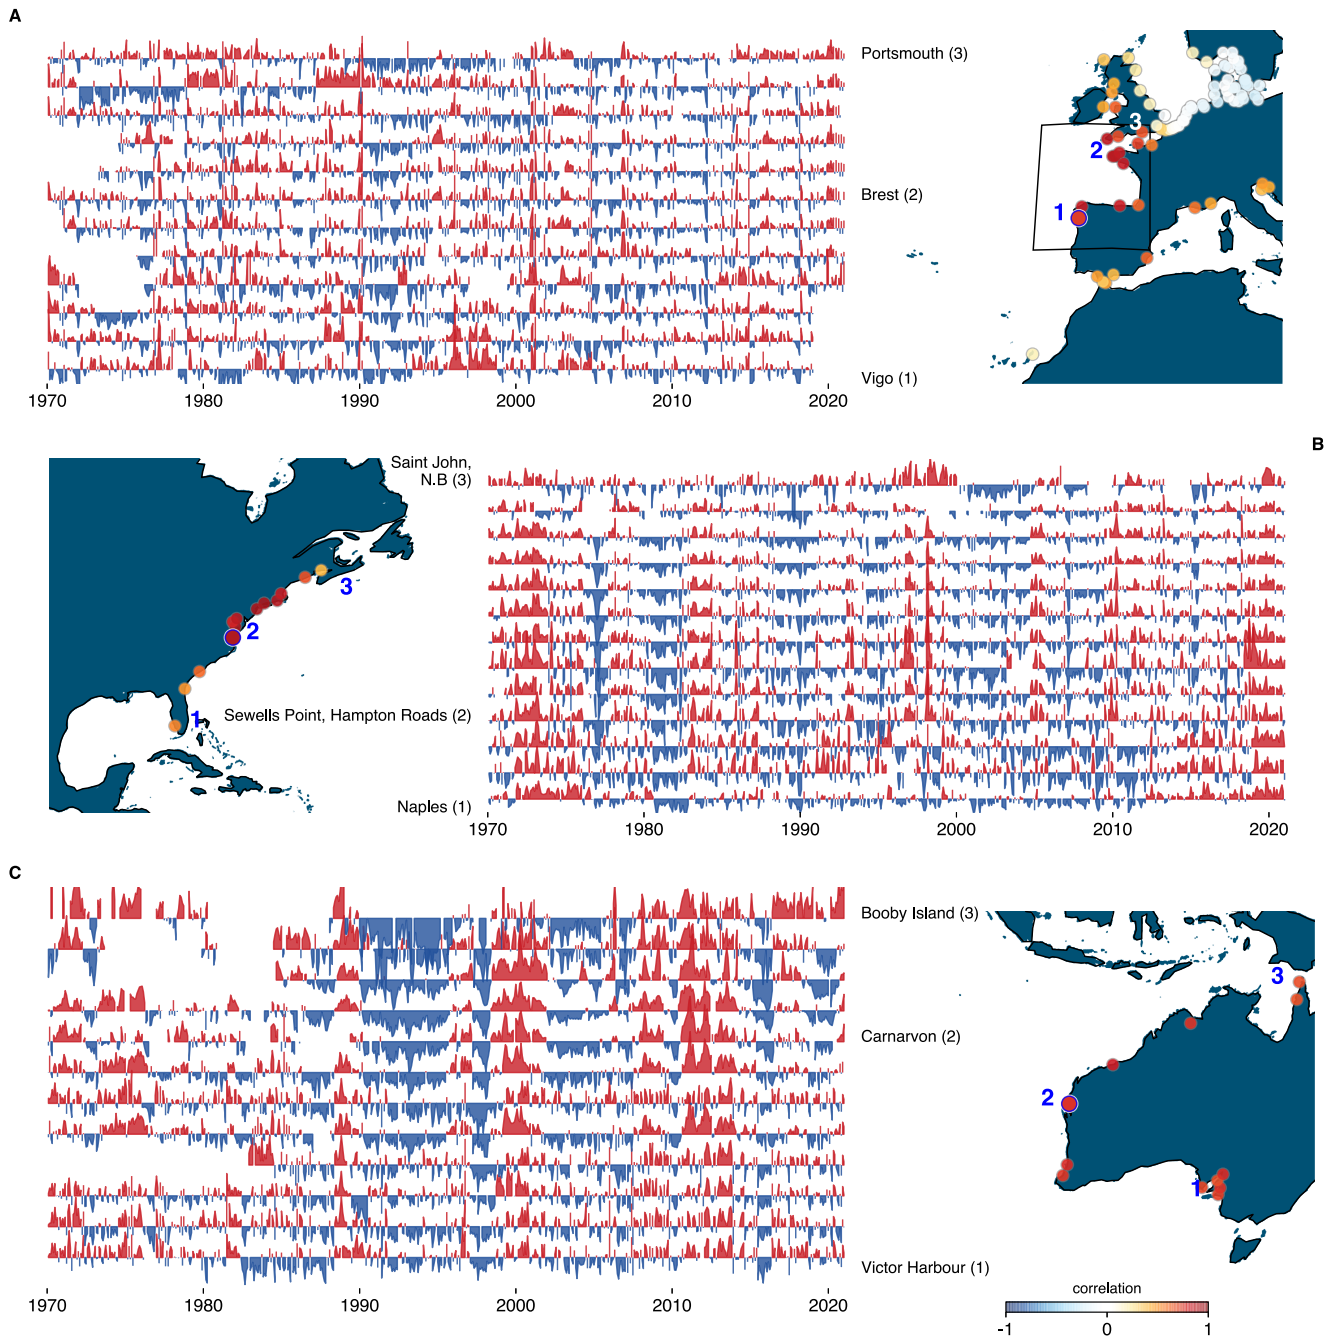 A
Portsmouth (3)
Brest (2)
Vigo (1)
1970 1980 1990 2000 2010 2020
3
2
1
B
Saint John,
N.B (3)
Sewells Point, Hampton Roads (2)
Naples (1)
3
2
1
1970 1980 1990 2000 2010 2020
C
Booby Island (3)
Carnarvon (2)
Victor Harbour (1)
1970 1980 1990 2000 2010 2020
3
2
1
correlation
-1 0 1